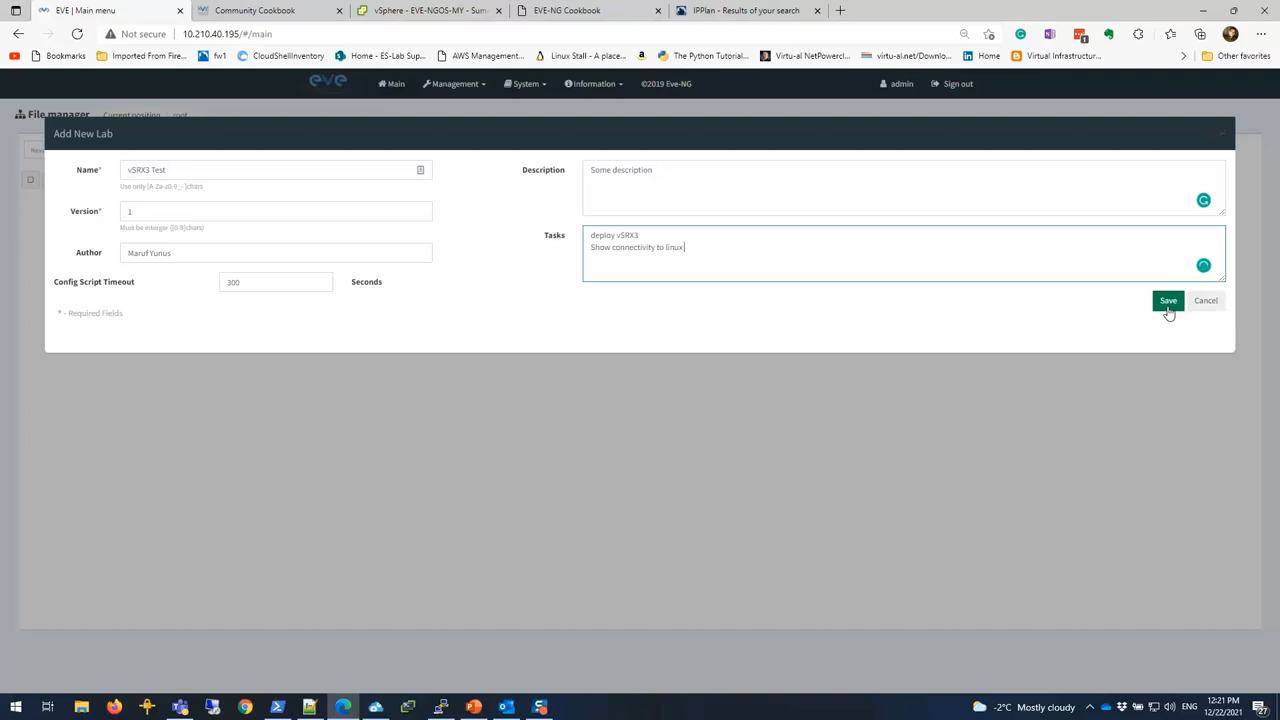 EVE | Main menu
Community Cookbook
vSphere - EVE-NGOS-MY - Sum
EVE-NG Cookbook
IPPlan - Results of your search
Not secure
10.210.40.195/#/main
Bookmarks
Imported From Fire...
fw1
CloudShellInventory
Home - ES-Lab Sup...
AWS Management...
Linux Stall - A place...
The Python Tutorial...
Virtu-al NetPowercl...
virtu-al.net/Downlo...
Home
Virtual Infrastructur...
Other favorites
eve
Main
Management
System
Information
©2019 Eve-NG
admin
Sign out
File manager
Current position
root
Add New Lab
Name*
vSRX3 Test
Use only [A-Za-z0-9_- ]chars
Version*
1
Must be interger ([0-9]chars)
Author
Maruf Yunus
Config Script Timeout
300
Seconds
* - Required Fields
Description
Some description
Tasks
deploy vSRX3
Show connectivity to linux
Save
Cancel
-2°C Mostly cloudy
ENG
12:21 PM
12/22/2021
27